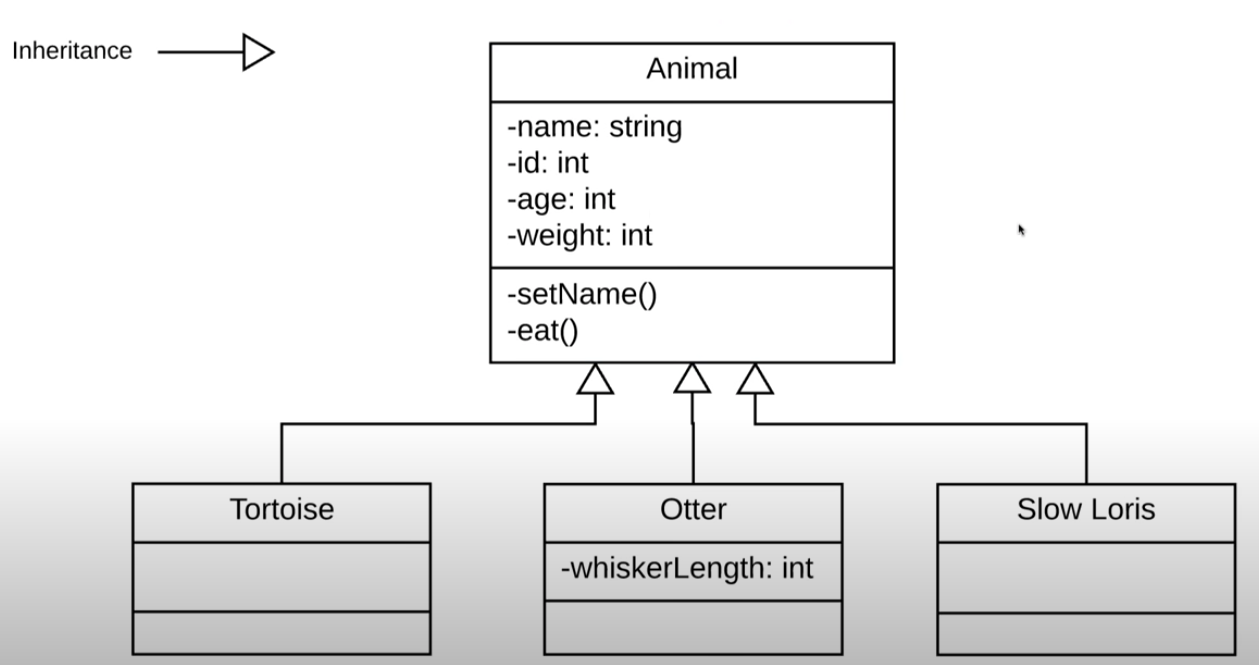 Inheritance
Animal
-name: string
-id: int
-age: int
-weight: int
-setName()
-eat()
Tortoise
Otter
-whiskerLength: int
Slow Loris